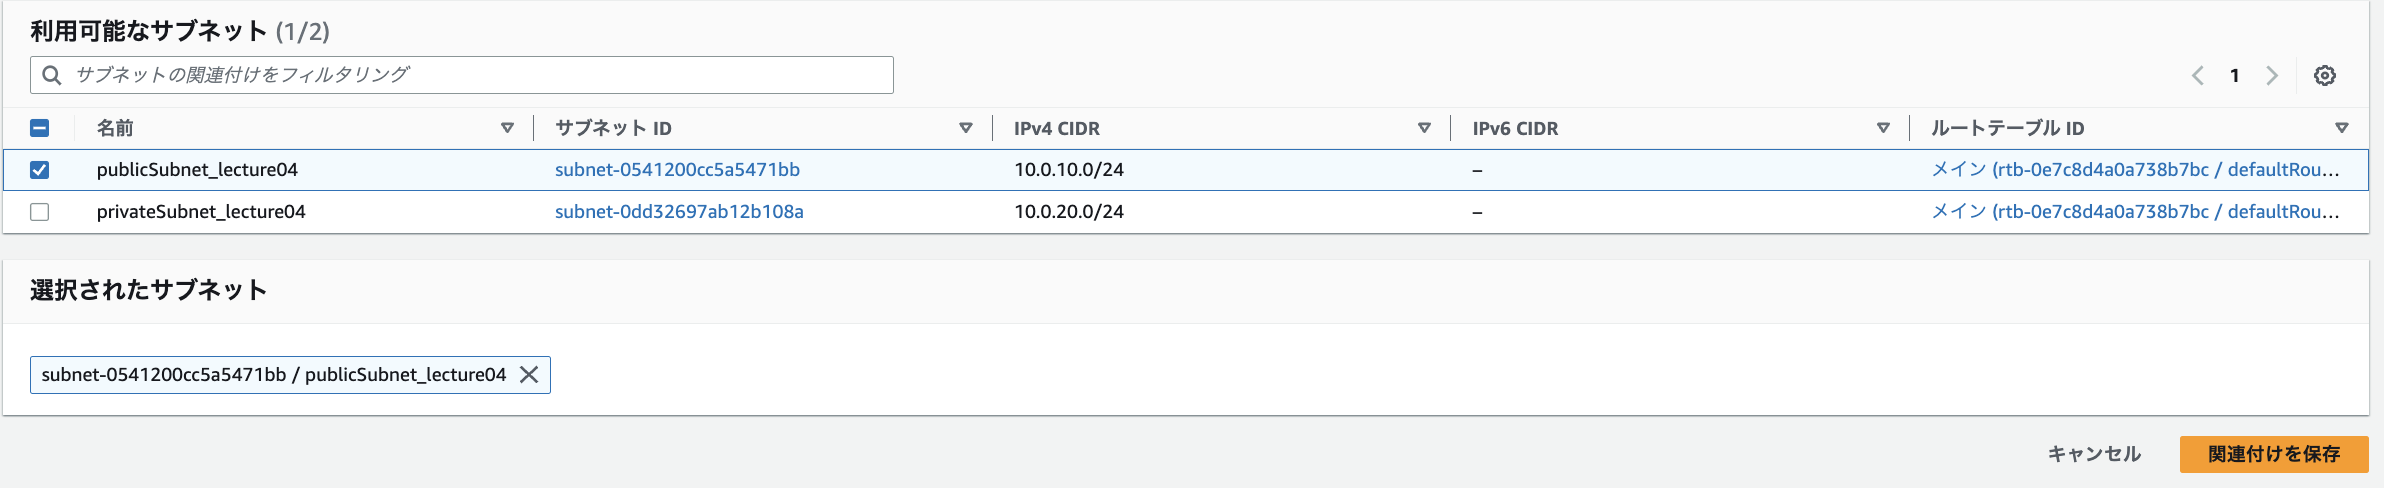 利用可能なサブネット (1/2)
サブネットの関連付けをフィルタリング
1
名前 サブネット ID IPv4 CIDR IPv6 CIDR ルートテーブル ID
publicSubnet_lecture04 subnet-0541200cc5a5471bb 10.0.10.0/24 – メイン (rtb-0e7c8d4a0a738b7bc / defaultRou...
privateSubnet_lecture04 subnet-0dd32697ab12b108a 10.0.20.0/24 – メイン (rtb-0e7c8d4a0a738b7bc / defaultRou...
選択されたサブネット
subnet-0541200cc5a5471bb / publicSubnet_lecture04
キャンセル 関連付けを保存